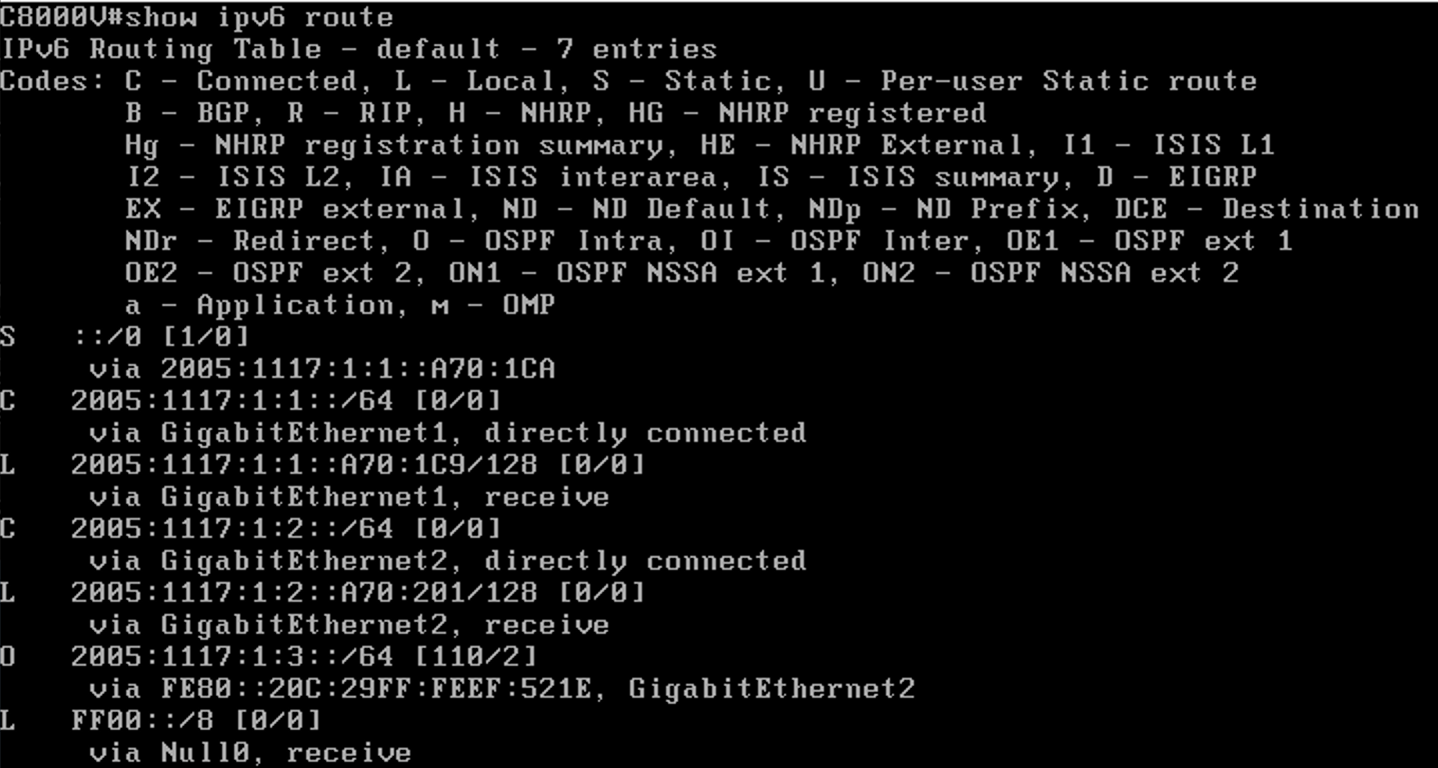 C8000V#show ipv6 route
IPv6 Routing Table - default - 7 entries
Codes: C - Connected, L - Local, S - Static, U - Per-user Static route
B - BGP, R - RIP, H - NHRP, HG - NHRP registered
Hg - NHRP registration summary, HE - NHRP External, I1 - ISIS L1
I2 - ISIS L2, IA - ISIS interarea, IS - ISIS summary, D - EIGRP
EX - EIGRP external, ND - ND Default, NDp - ND Prefix, DCE - Destination
NDr - Redirect, O - OSPF Intra, OI - OSPF Inter, OE1 - OSPF ext 1
OE2 - OSPF ext 2, ON1 - OSPF NSSA ext 1, ON2 - OSPF NSSA ext 2
a - Application, m - OMP
S ::/0 [1/0]
via 2005:1117:1:1::A70:1CA
C 2005:1117:1:1::/64 [0/0]
via GigabitEthernet1, directly connected
L 2005:1117:1:1::A70:1C9/128 [0/0]
via GigabitEthernet1, receive
C 2005:1117:1:2::/64 [0/0]
via GigabitEthernet2, directly connected
L 2005:1117:1:2::A70:201/128 [0/0]
via GigabitEthernet2, receive
O 2005:1117:1:3::/64 [110/2]
via FE80::20C:29FF:FEEF:521E, GigabitEthernet2
L FF00::/8 [0/0]
via Null0, receive